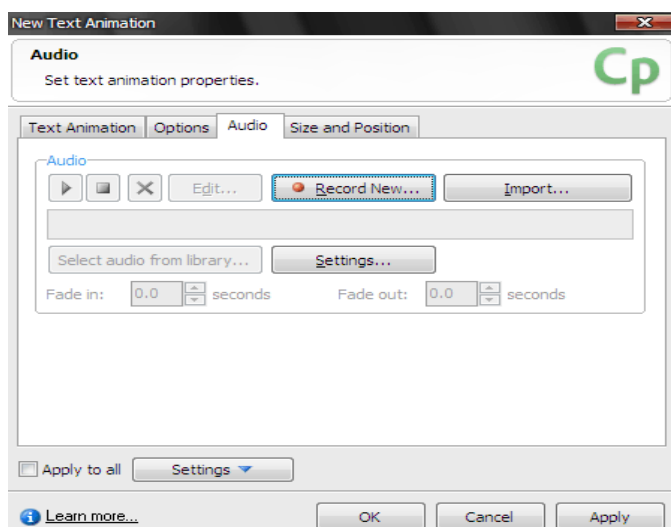 New Text Animation
Audio
Set text animation properties.
Cp
Text Animation Options Audio Size and Position
Audio
Edit... Record New... Import...
Select audio from library... Settings...
Fade in: 0.0 seconds Fade out: 0.0 seconds
Apply to all Settings
Learn more... OK Cancel Apply